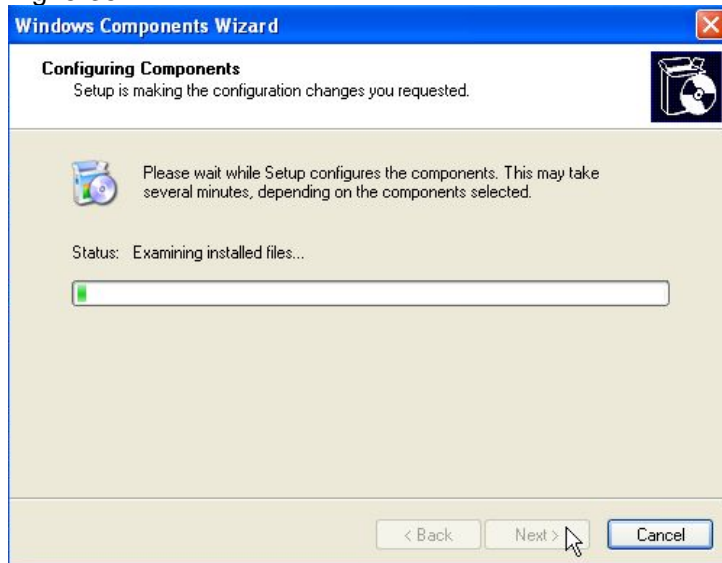 Windows Components Wizard
Configuring Components
Setup is making the configuration changes you requested.
Please wait while Setup configures the components. This may take
several minutes, depending on the components selected.
Status: Examining installed files...
< Back Next > Cancel